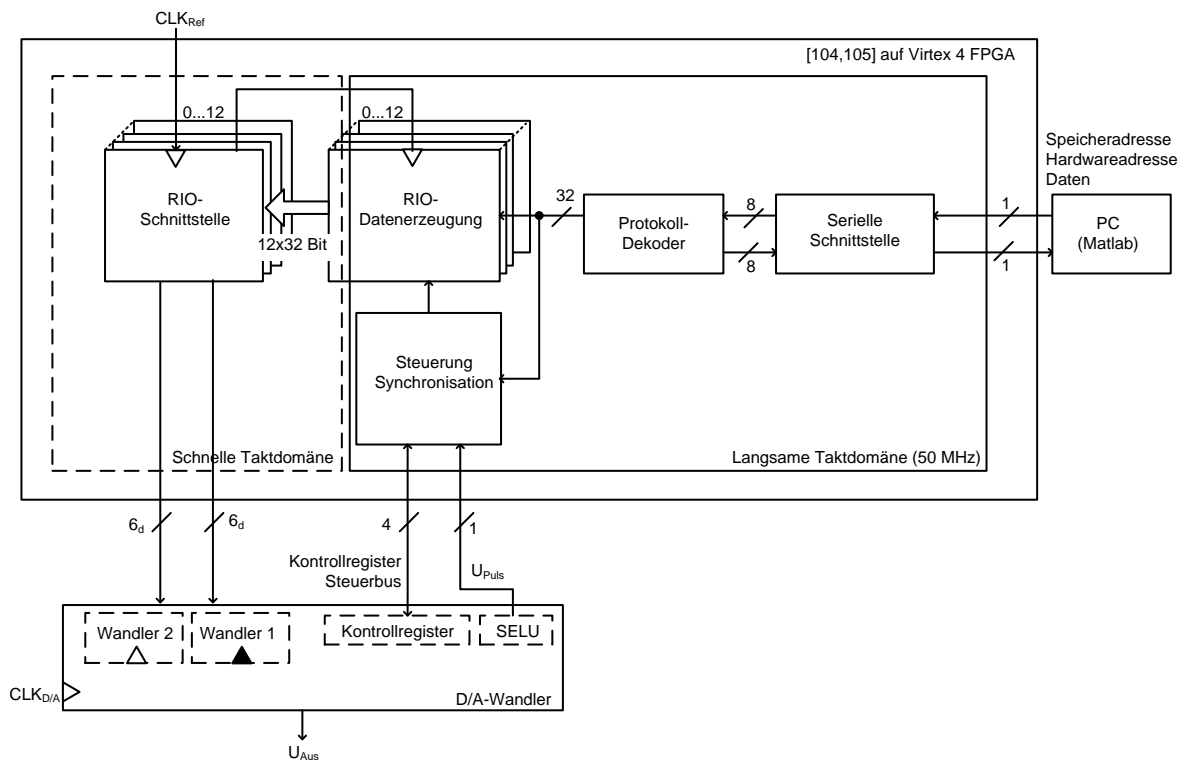 CLKRef
[104,105] auf Virtex 4 FPGA
0...12
0...12
RIO-
Schnittstelle
12x32 Bit
RIO-
Datenerzeugung
32
Protokoll-
Dekoder
8
8
Serielle
Schnittstelle
1
1
Speicheradresse
Hardwareadresse
Daten
PC
(Matlab)
Steuerung
Synchronisation
Schnelle Taktdomäne
Langsame Taktdomäne (50 MHz)
6d
6d
4
1
Kontrollregister
Steuerbus
UPuls
Wandler 2
Wandler 1
Kontrollregister
SELU
CLKD/A
D/A-Wandler
UAus